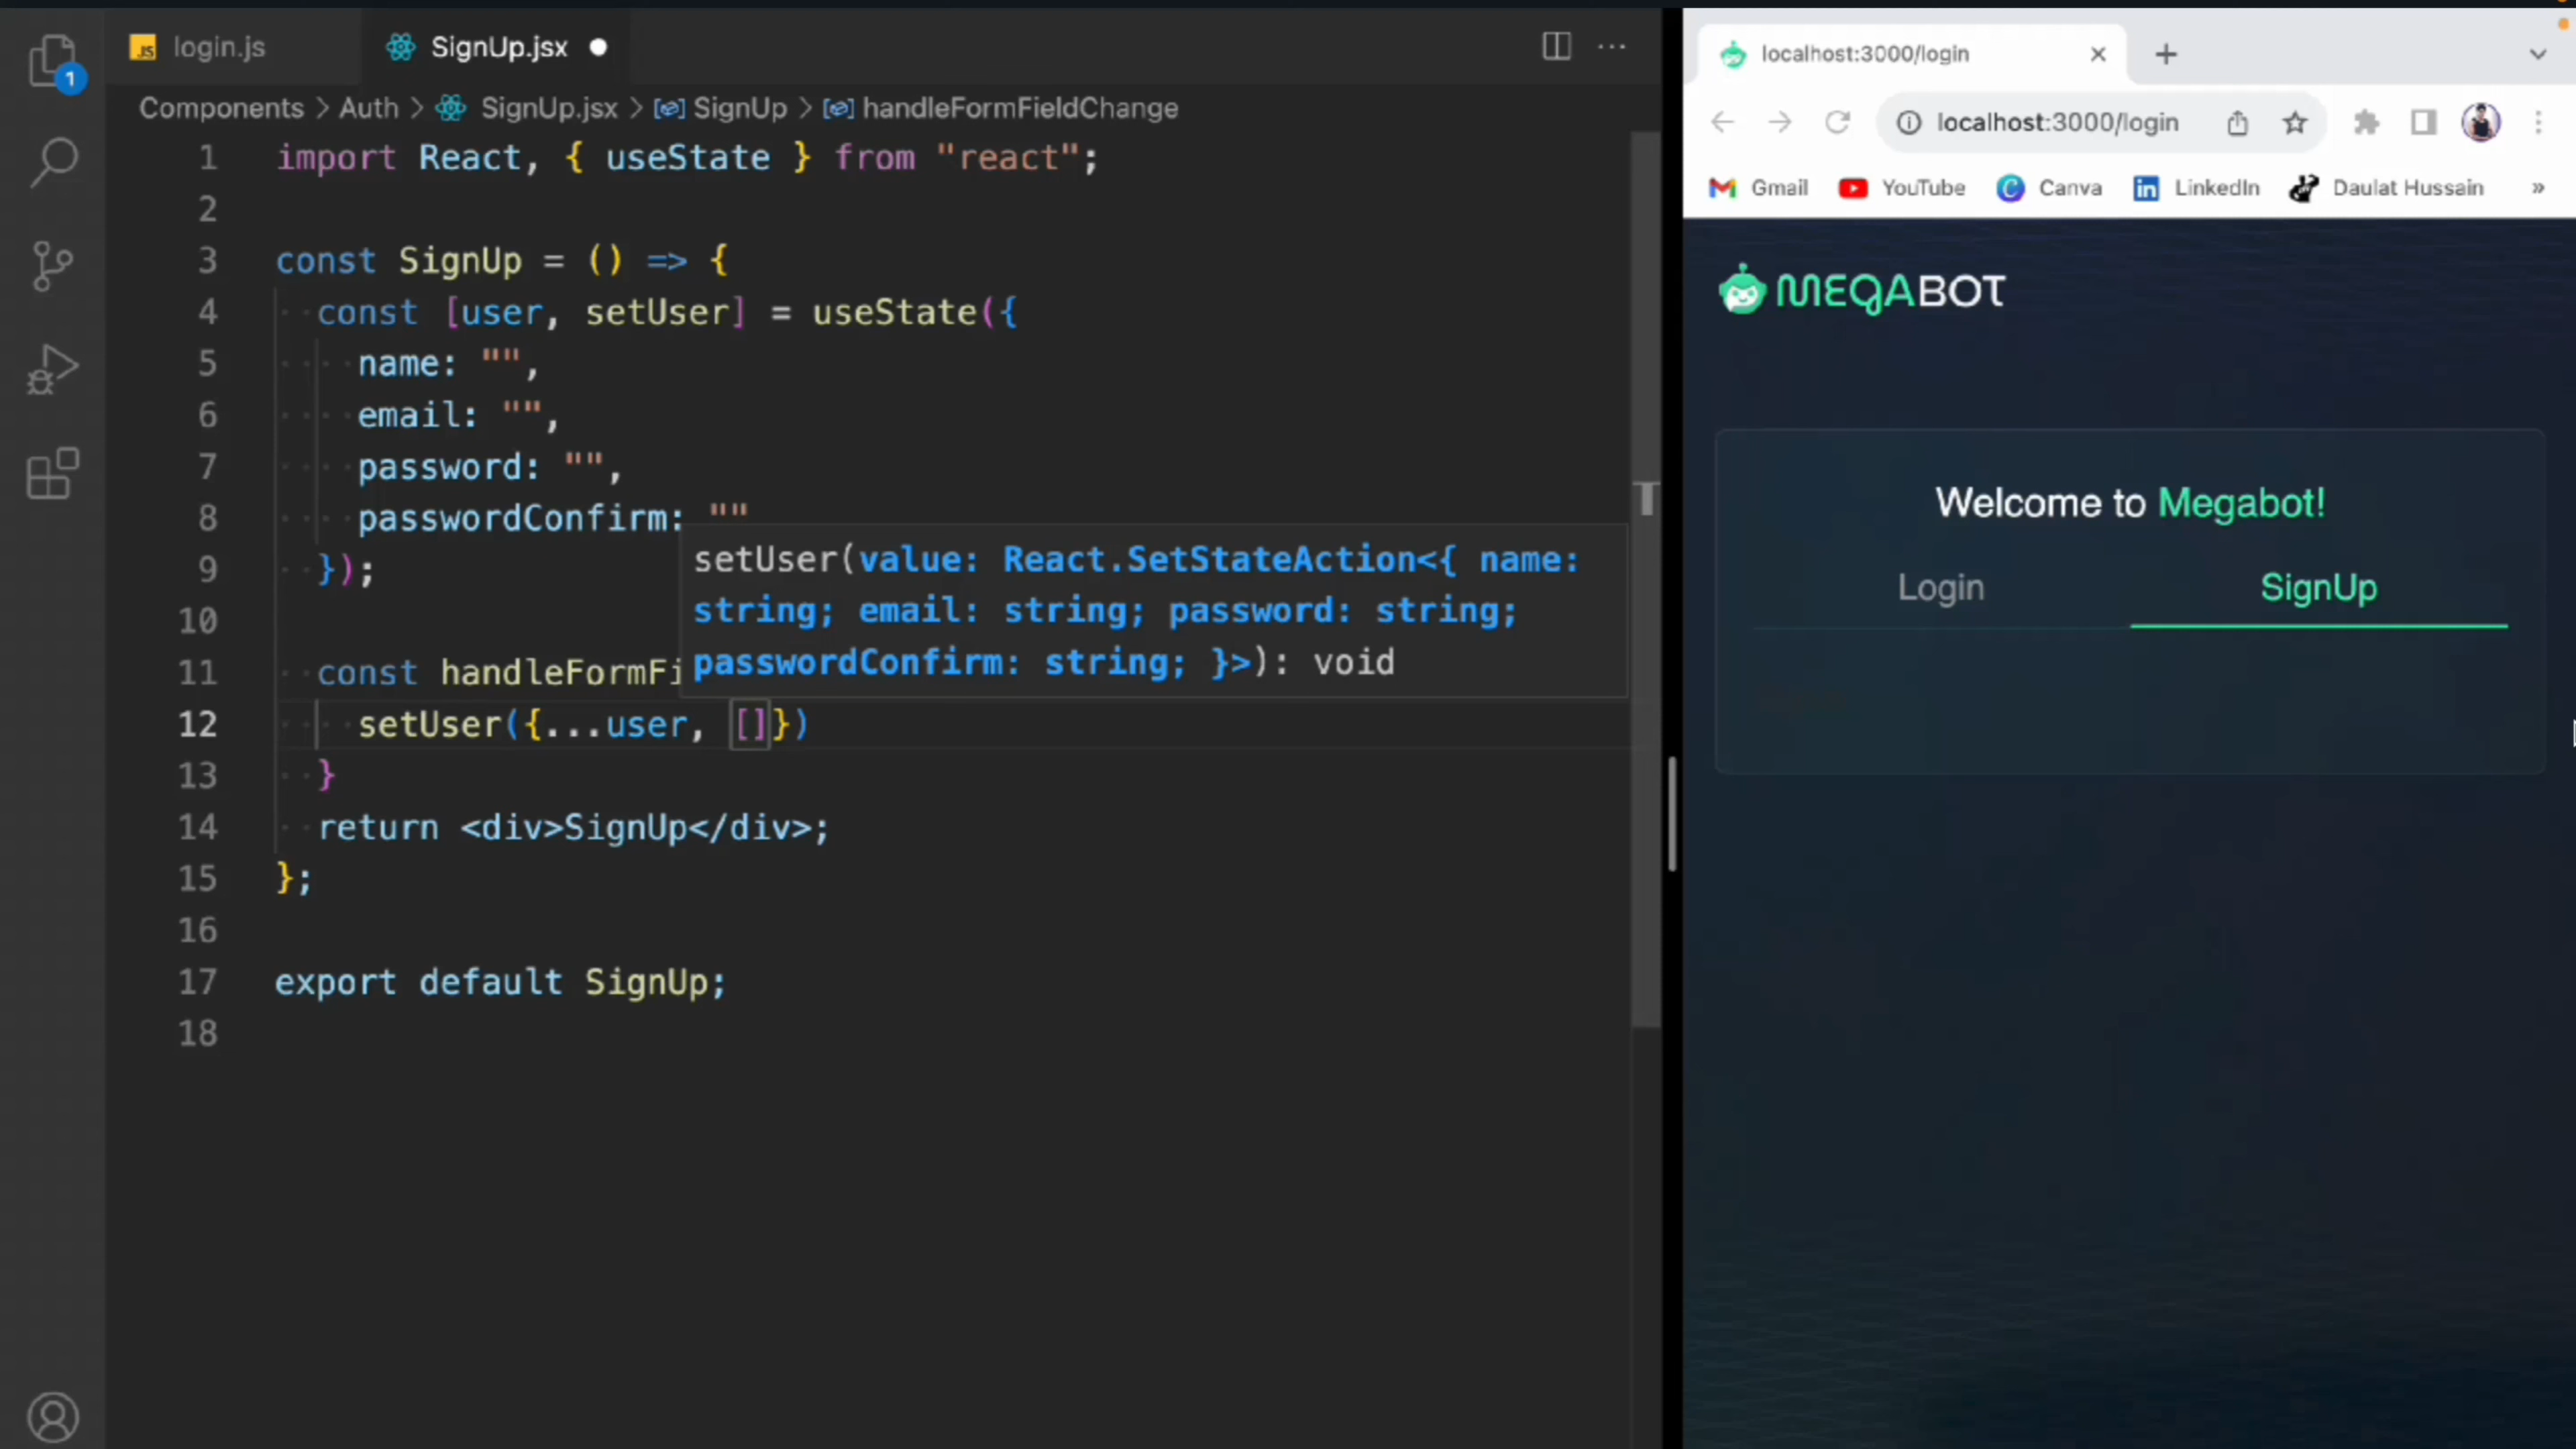 login.js
SignUp.jsx
Components > Auth > SignUp.jsx > SignUp > handleFormFieldChange
1 import React, { useState } from "react";
2
3 const SignUp = () => {
4 const [user, setUser] = useState({
5 name: "",
6 email: "",
7 password: "",
8 passwordConfirm: ""
9 });
10
11 const handleFormFi
setUser(value: React.SetStateAction<{ name:
string; email: string; password: string;
passwordConfirm: string; }>): void
12 setUser({...user, []})
13 }
14 return <div>SignUp</div>;
15 };
16
17 export default SignUp;
18
1
localhost:3000/login
localhost:3000/login
Gmail YouTube Canva LinkedIn Daulat Hussain »
MEGABOT
Welcome to Megabot!
Login SignUp